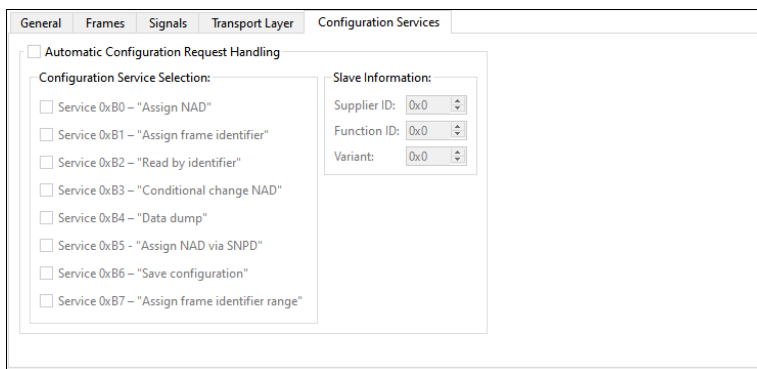 General Frames Signals Transport Layer Configuration Services
Automatic Configuration Request Handling
Configuration Service Selection:
Service 0xB0 – "Assign NAD"
Service 0xB1 – "Assign frame identifier"
Service 0xB2 – "Read by identifier"
Service 0xB3 – "Conditional change NAD"
Service 0xB4 – "Data dump"
Service 0xB5 - "Assign NAD via SNPD"
Service 0xB6 – "Save configuration"
Service 0xB7 – "Assign frame identifier range"
Slave Information:
Supplier ID: 0x0
Function ID: 0x0
Variant: 0x0